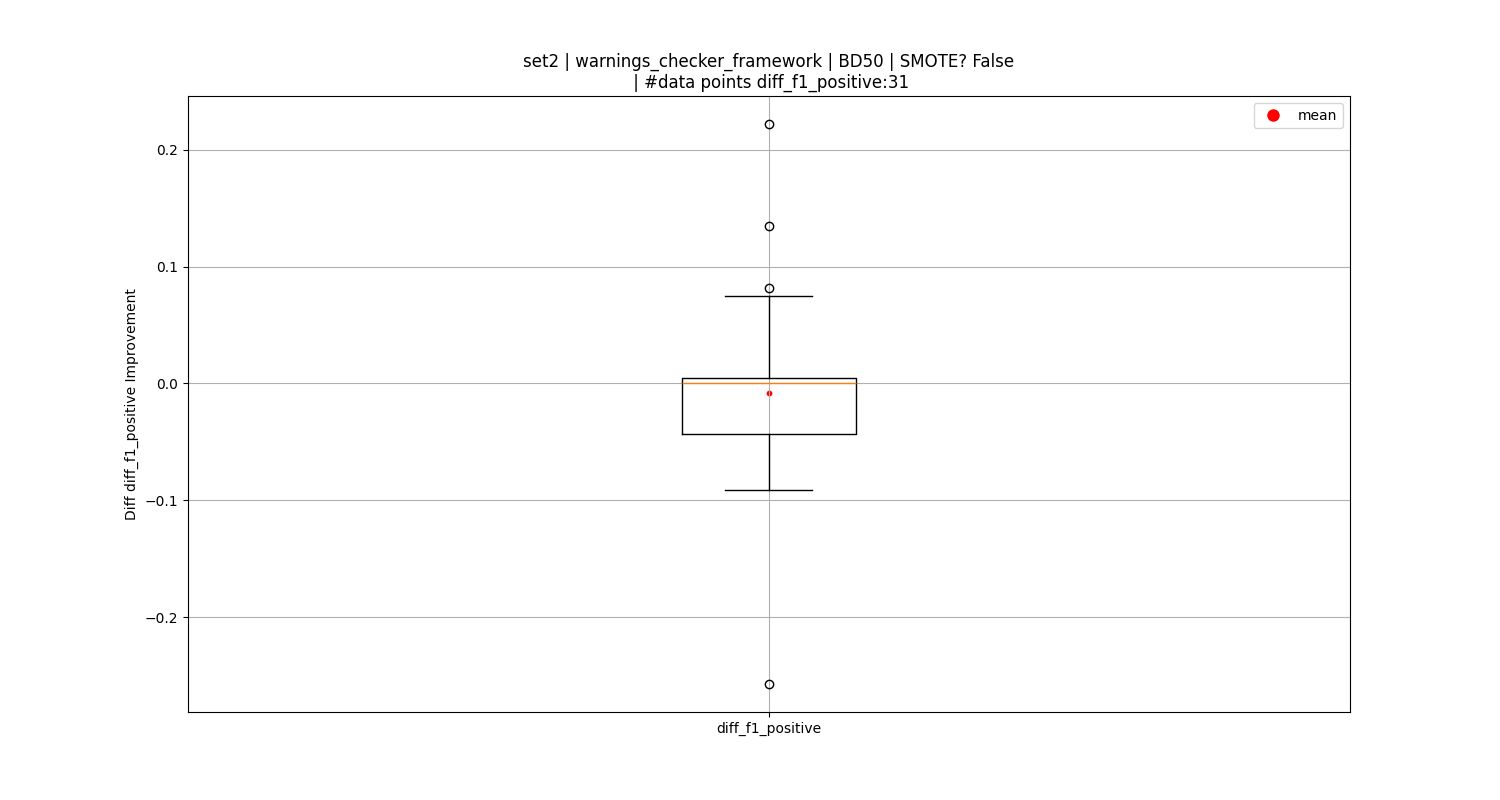 set2 | warnings_checker_framework | BD50 | SMOTE? False
| #data points diff_f1_positive:31
mean
0.2
0.1
0.0
−0.1
−0.2
Diff diff_f1_positive Improvement
diff_f1_positive